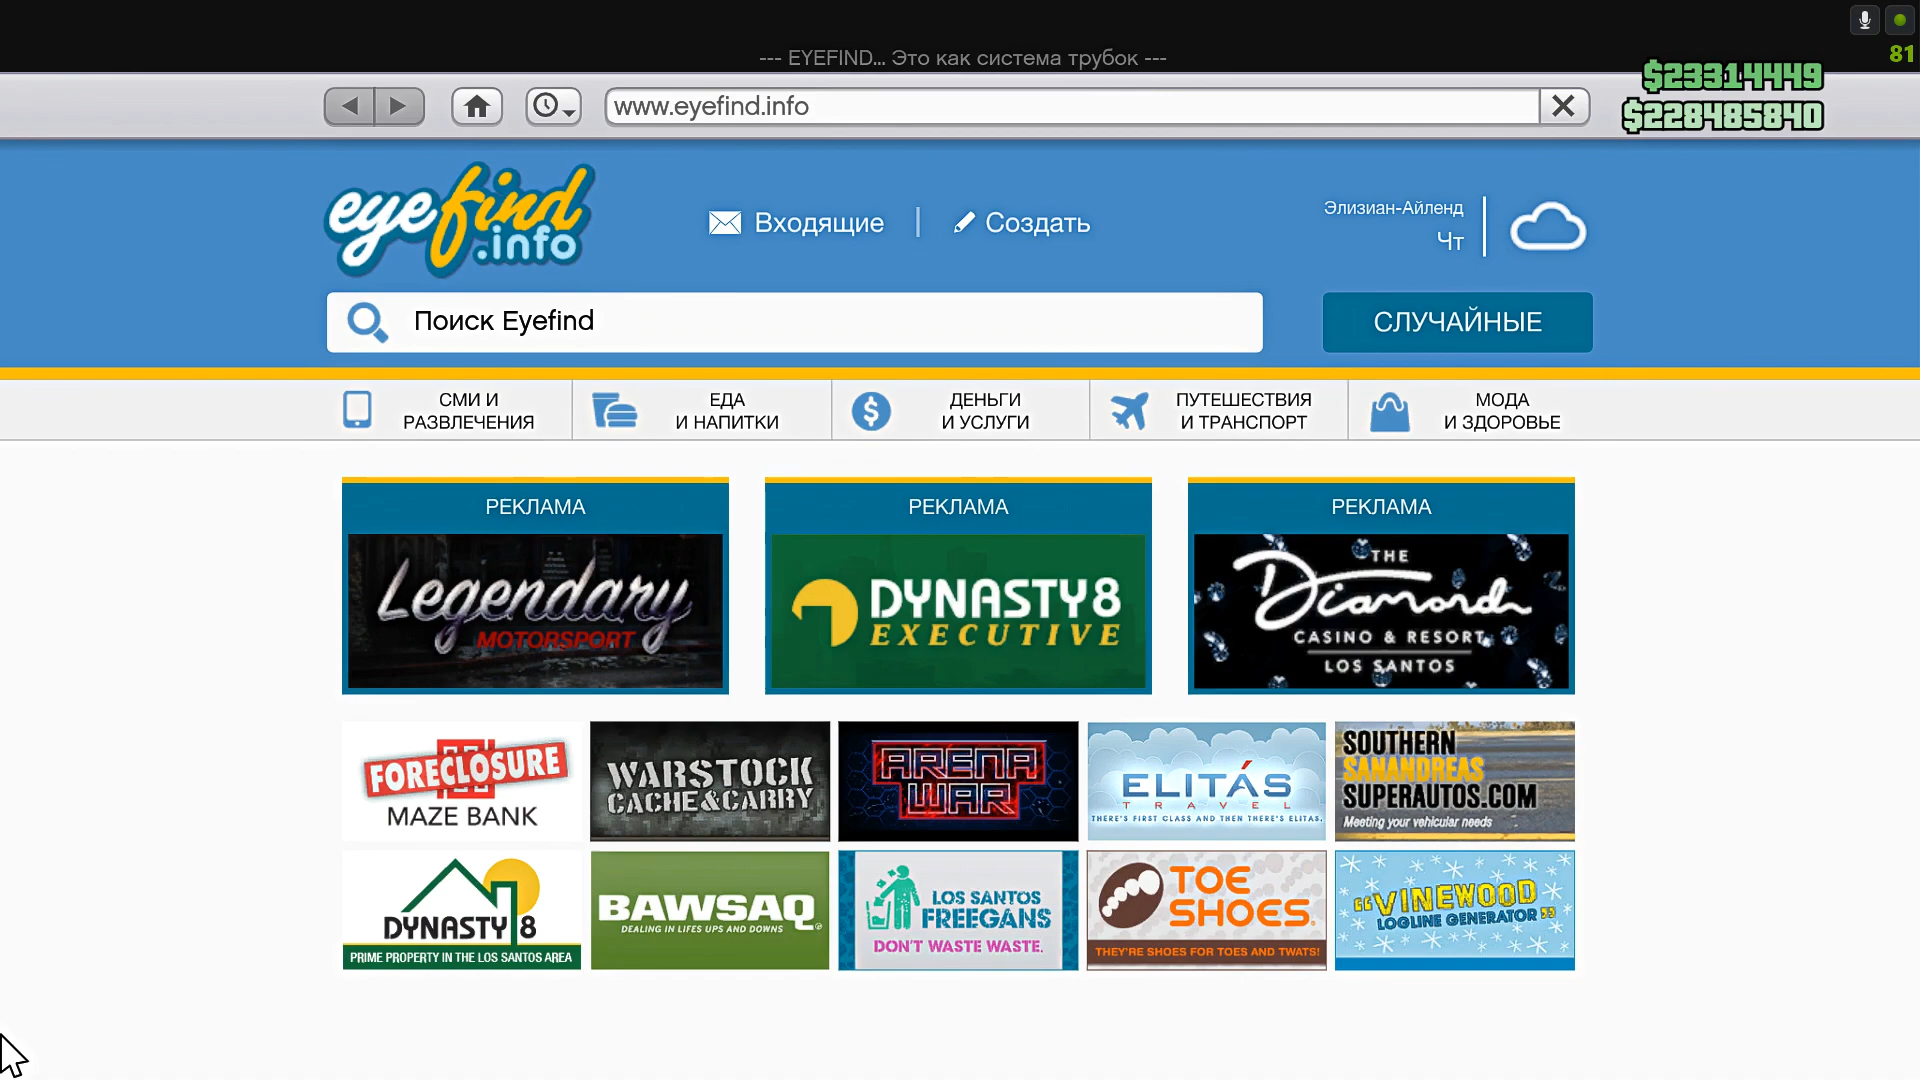 81
--- EYEFIND... Это как система трубок ---
$23314449
www.eyefind.info
$228485840
eyefind
.info
Входящие
Создать
Элизиан-Айленд
Чт
Поиск Eyefind
СЛУЧАЙНЫЕ
СМИ И
РАЗВЛЕЧЕНИЯ
ЕДА
И НАПИТКИ
ДЕНЬГИ
И УСЛУГИ
ПУТЕШЕСТВИЯ
И ТРАНСПОРТ
МОДА
И ЗДОРОВЬЕ
РЕКЛАМА
Legendary
MOTORSPORT
РЕКЛАМА
DYNASTY8
EXECUTIVE
РЕКЛАМА
THE
Diamond
CASINO & RESORT
LOS SANTOS
FORECLOSURE
MAZE BANK
WARSTOCK
CACHE&CARRY
ARENA
WAR
ELITÁS
TRAVEL
THERE'S FIRST CLASS AND THEN THERE'S ELITAS.
SOUTHERN
SANANDREAS
SUPERAUTOS.COM
Meeting your vehicular needs
DYNASTY 8
PRIME PROPERTY IN THE LOS SANTOS AREA
BAWSAQ
DEALING IN LIFES UPS AND DOWNS
LOS SANTOS
FREEGANS
DON'T WASTE WASTE.
TOE
SHOES
THEY'RE SHOES FOR TOES AND TWATS!
"VINEWOOD
LOGLINE GENERATOR"